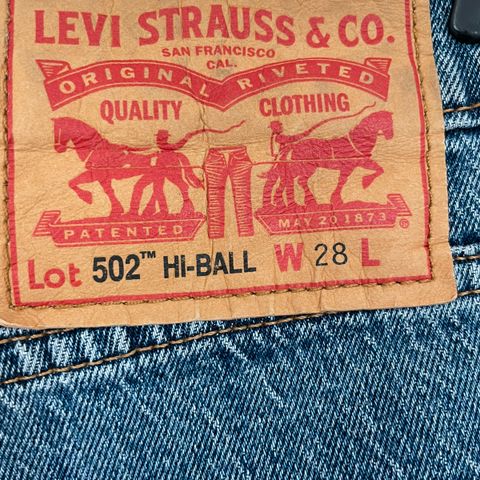 LEVI STRAUSS & CO.
SAN FRANCISCO
CAL.
ORIGINAL RIVETED
QUALITY CLOTHING
PATENTED MAY 20 1873
Lot 502™ HI-BALL W 28 L